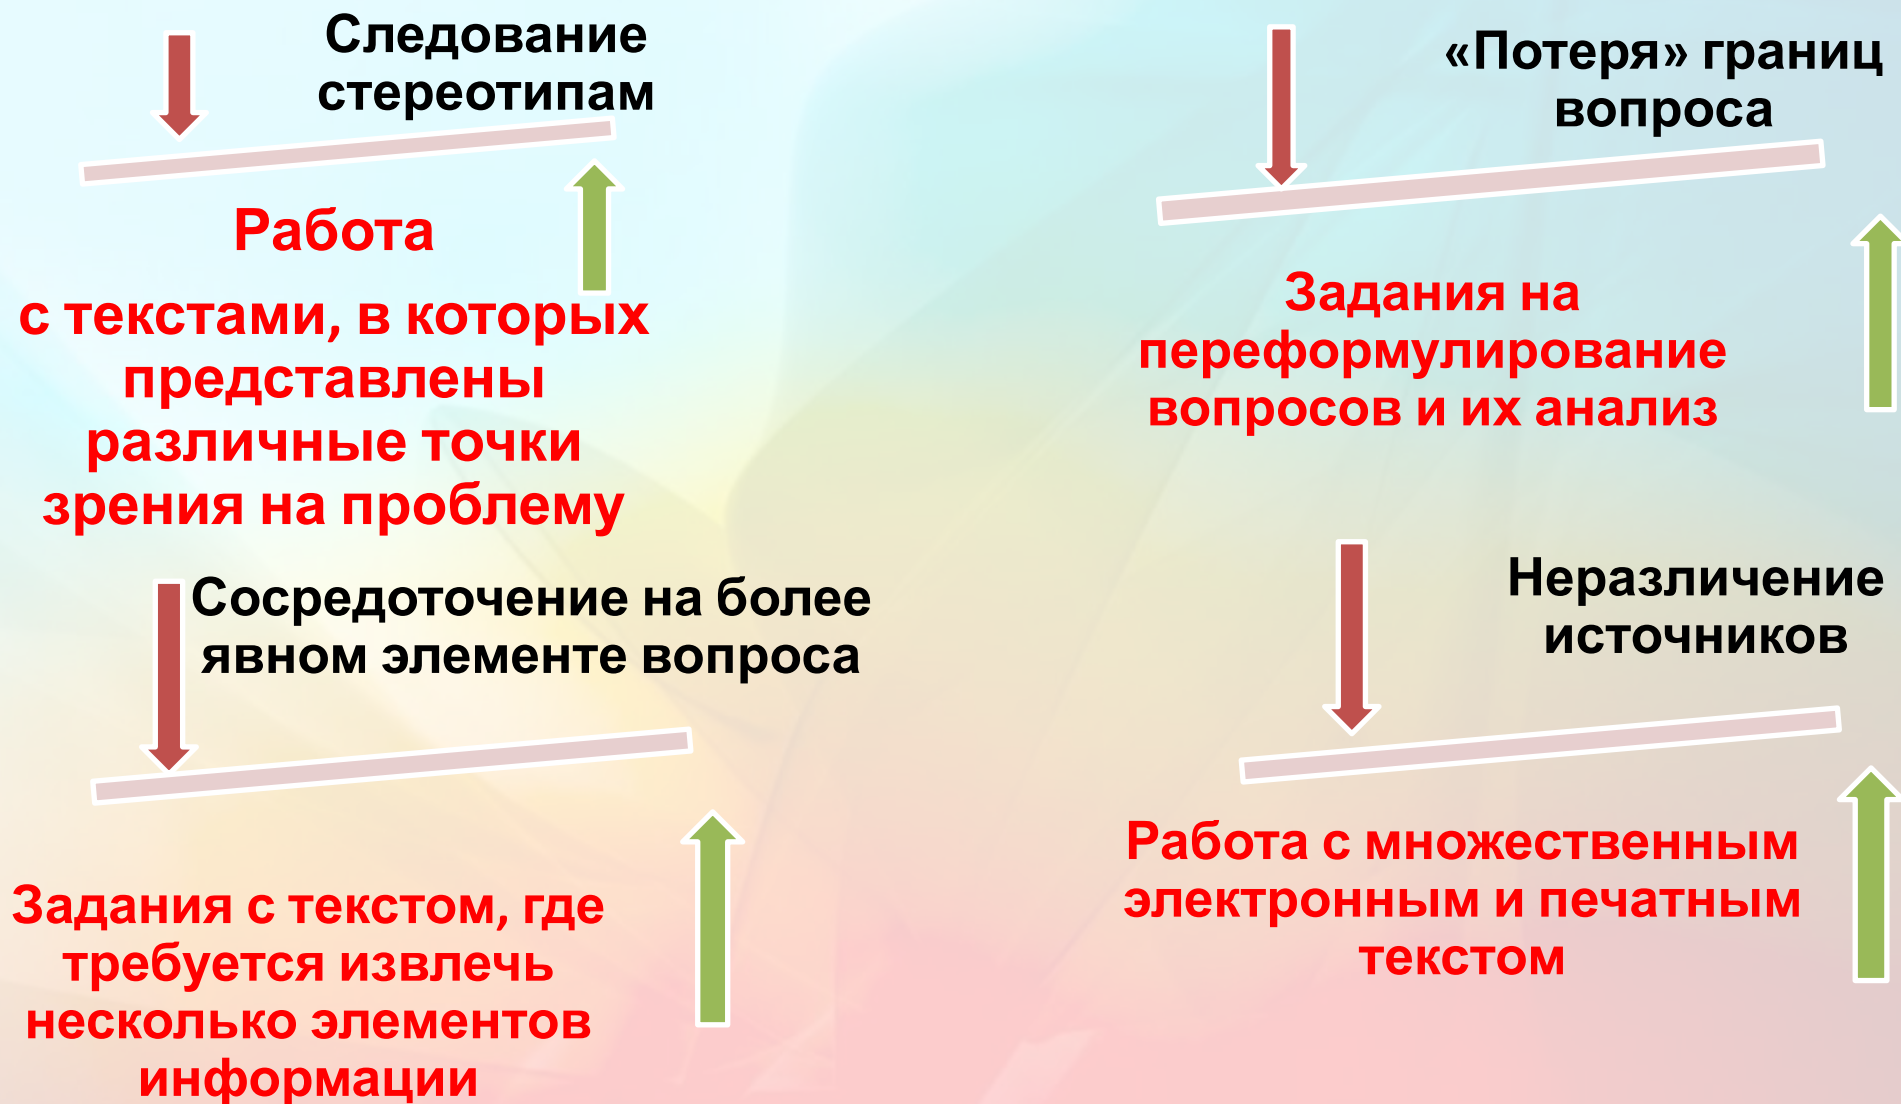 Следование
стереотипам
Работа
с текстами, в которых
представлены
различные точки
зрения на проблему
«Потеря» границ
вопроса
Задания на
переформулирование
вопросов и их анализ
Сосредоточение на более
явном элементе вопроса
Задания с текстом, где
требуется извлечь
несколько элементов
информации
Неразличение
источников
Работа с множественным
электронным и печатным
текстом